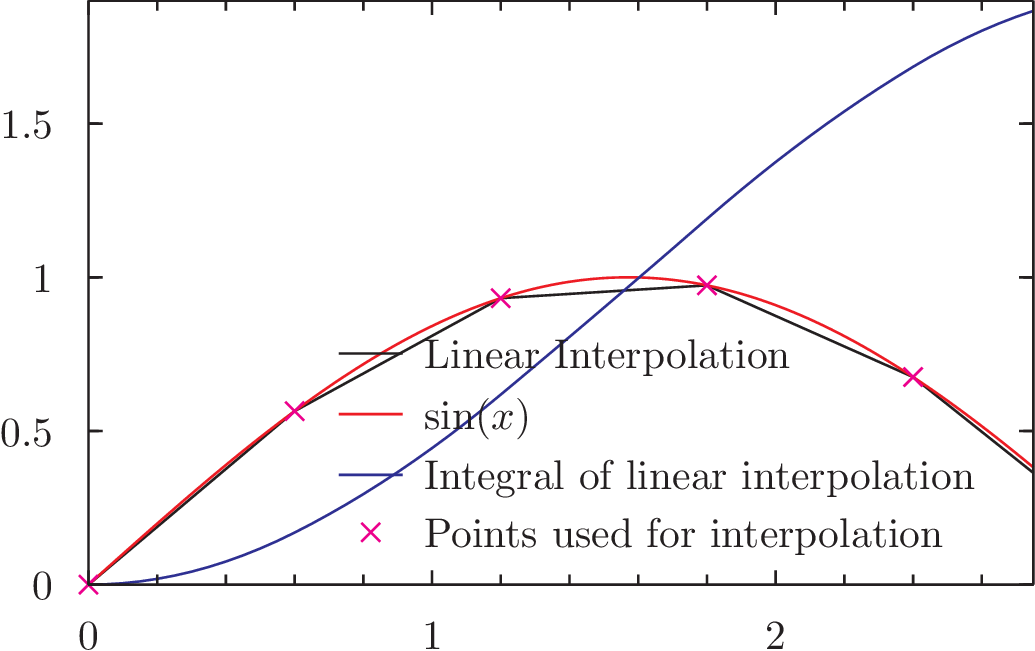 1.5
1
0.5
0
Linear Interpolation
sin(x)
Integral of linear interpolation
Points used for interpolation
0 1 2